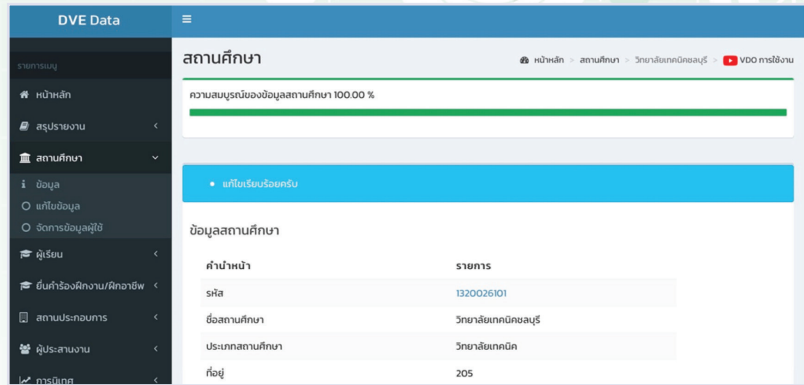 DVE Data
รายการเมนู
หน้าหลัก
สรุปรายงาน
สถานศึกษา
ข้อมูล
แก้ไขข้อมูล
จัดการข้อมูลผู้ใช้
ผู้เรียน
ยื่นคำร้องฝึกงาน/ฝึกอาชีพ
สถานประกอบการ
ผู้ประสานงาน
การนิเทศ
สถานศึกษา
หน้าหลัก > สถานศึกษา > วิทยาลัยเทคนิคชลบุรี > VDO การใช้งาน
ความสมบูรณ์ของข้อมูลสถานศึกษา 100.00 %
แก้ไขเรียบร้อยครับ
ข้อมูลสถานศึกษา
คำนำหน้า รายการ
รหัส 1320026101
ชื่อสถานศึกษา วิทยาลัยเทคนิคชลบุรี
ประเภทสถานศึกษา วิทยาลัยเทคนิค
ที่อยู่ 205